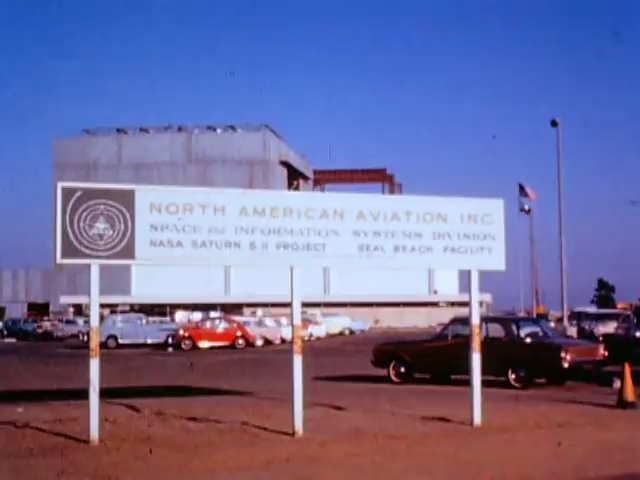 NORTH AMERICAN AVIATION INC
SPACE and INFORMATION SYSTEMS DIVISION
NASA SATURN S II PROJECT SEAL BEACH FACILITY